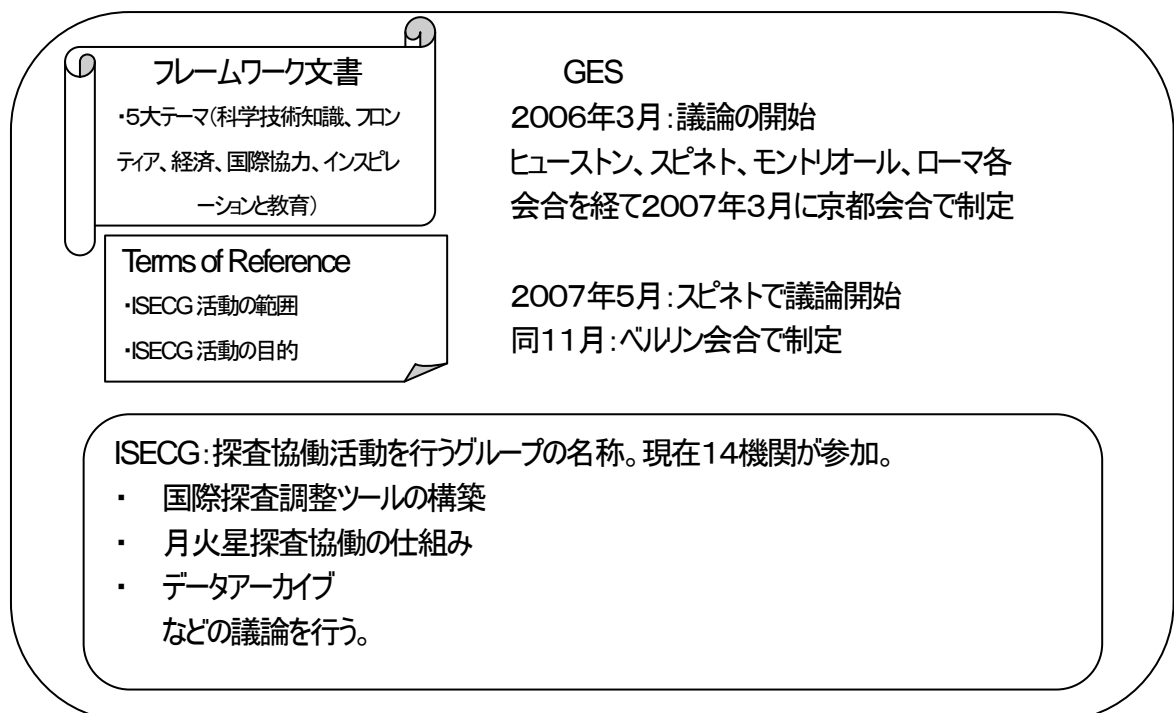 フレームワーク文書
・5大テーマ(科学技術知識、フロン
ティア、経済、国際協力、インスピレ
ーションと教育)
GES
2006年3月:議論の開始
ヒューストン、スピネト、モントリオール、ローマ各
会合を経て2007年3月に京都会合で制定
Terms of Reference
・ISECG 活動の範囲
・ISECG 活動の目的
2007年5月:スピネトで議論開始
同11月:ベルリン会合で制定
ISECG:探査協働活動を行うグループの名称。現在14機関が参加。
・ 国際探査調整ツールの構築
・ 月火星探査協働の仕組み
・ データアーカイブ
などの議論を行う。